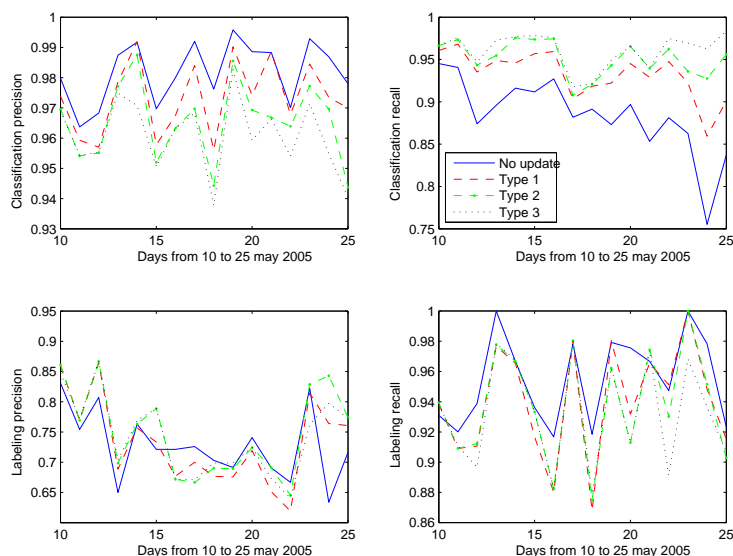 1
0.99
0.98
0.97
0.96
0.95
0.94
0.93
10 15 20 25
Classification precision
Days from 10 to 25 may 2005
1
0.95
0.9
0.85
0.8
0.75
10 15 20 25
Classification recall
Days from 10 to 25 may 2005
No update
Type 1
Type 2
Type 3
0.95
0.9
0.85
0.8
0.75
0.7
0.65
10 15 20 25
Labeling precision
Days from 10 to 25 may 2005
1
0.98
0.96
0.94
0.92
0.9
0.88
0.86
10 15 20 25
Labeling recall
Days from 10 to 25 may 2005